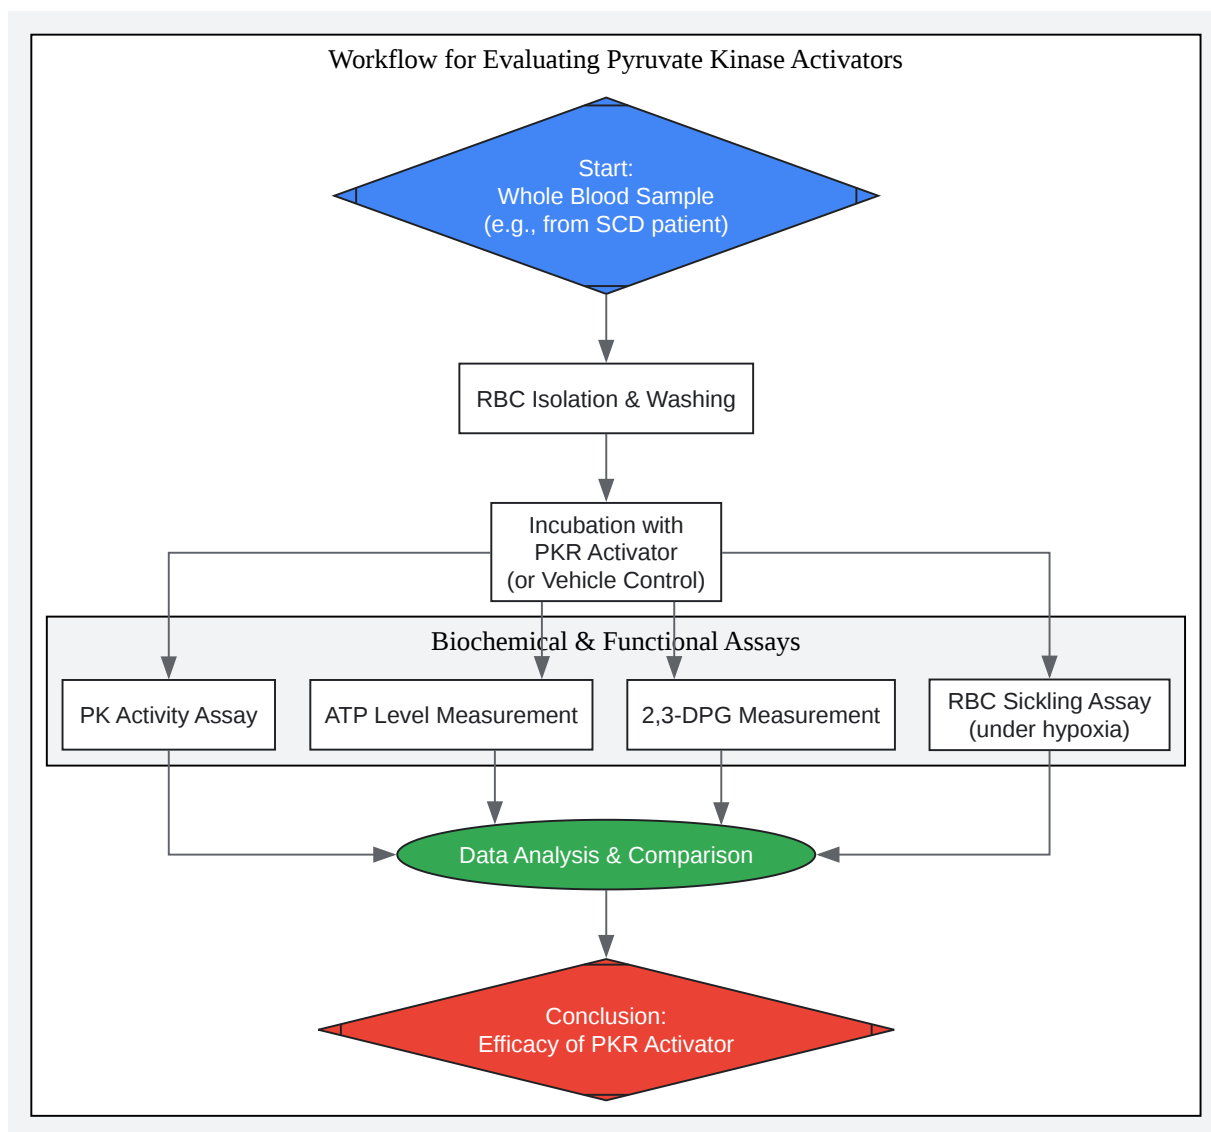 Workflow for Evaluating Pyruvate Kinase Activators
Start:
Whole Blood Sample
(e.g., from SCD patient)
RBC Isolation & Washing
Incubation with
PKR Activator
(or Vehicle Control)
Biochemical & Functional Assays
PK Activity Assay
ATP Level Measurement
2,3-DPG Measurement
RBC Sickling Assay
(under hypoxia)
Data Analysis & Comparison
Conclusion:
Efficacy of PKR Activator